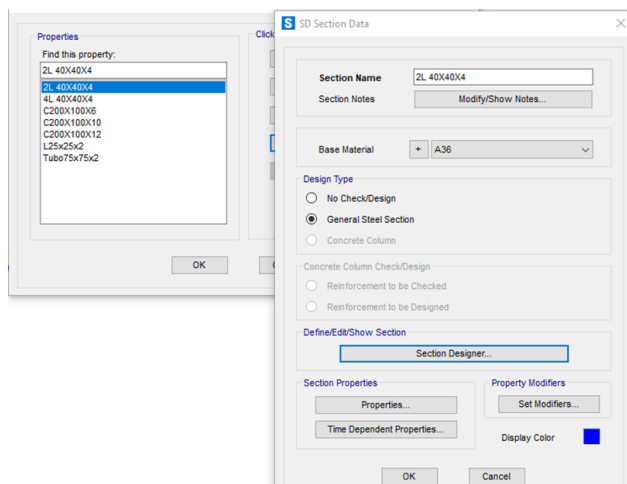 Properties
Find this property:
2L 40X40X4
2L 40X40X4
4L 40X40X4
C200X100X6
C200X100X10
C200X100X12
L25x25x2
Tubo75x75x2
OK
Click
S SD Section Data
Section Name 2L 40X40X4
Section Notes Modify/Show Notes...
Base Material + A36
Design Type
No Check/Design
General Steel Section
Concrete Column
Concrete Column Check/Design
Reinforcement to be Checked
Reinforcement to be Designed
Define/Edit/Show Section
Section Designer...
Section Properties
Properties...
Time Dependent Properties...
Property Modifiers
Set Modifiers...
Display Color
OK Cancel